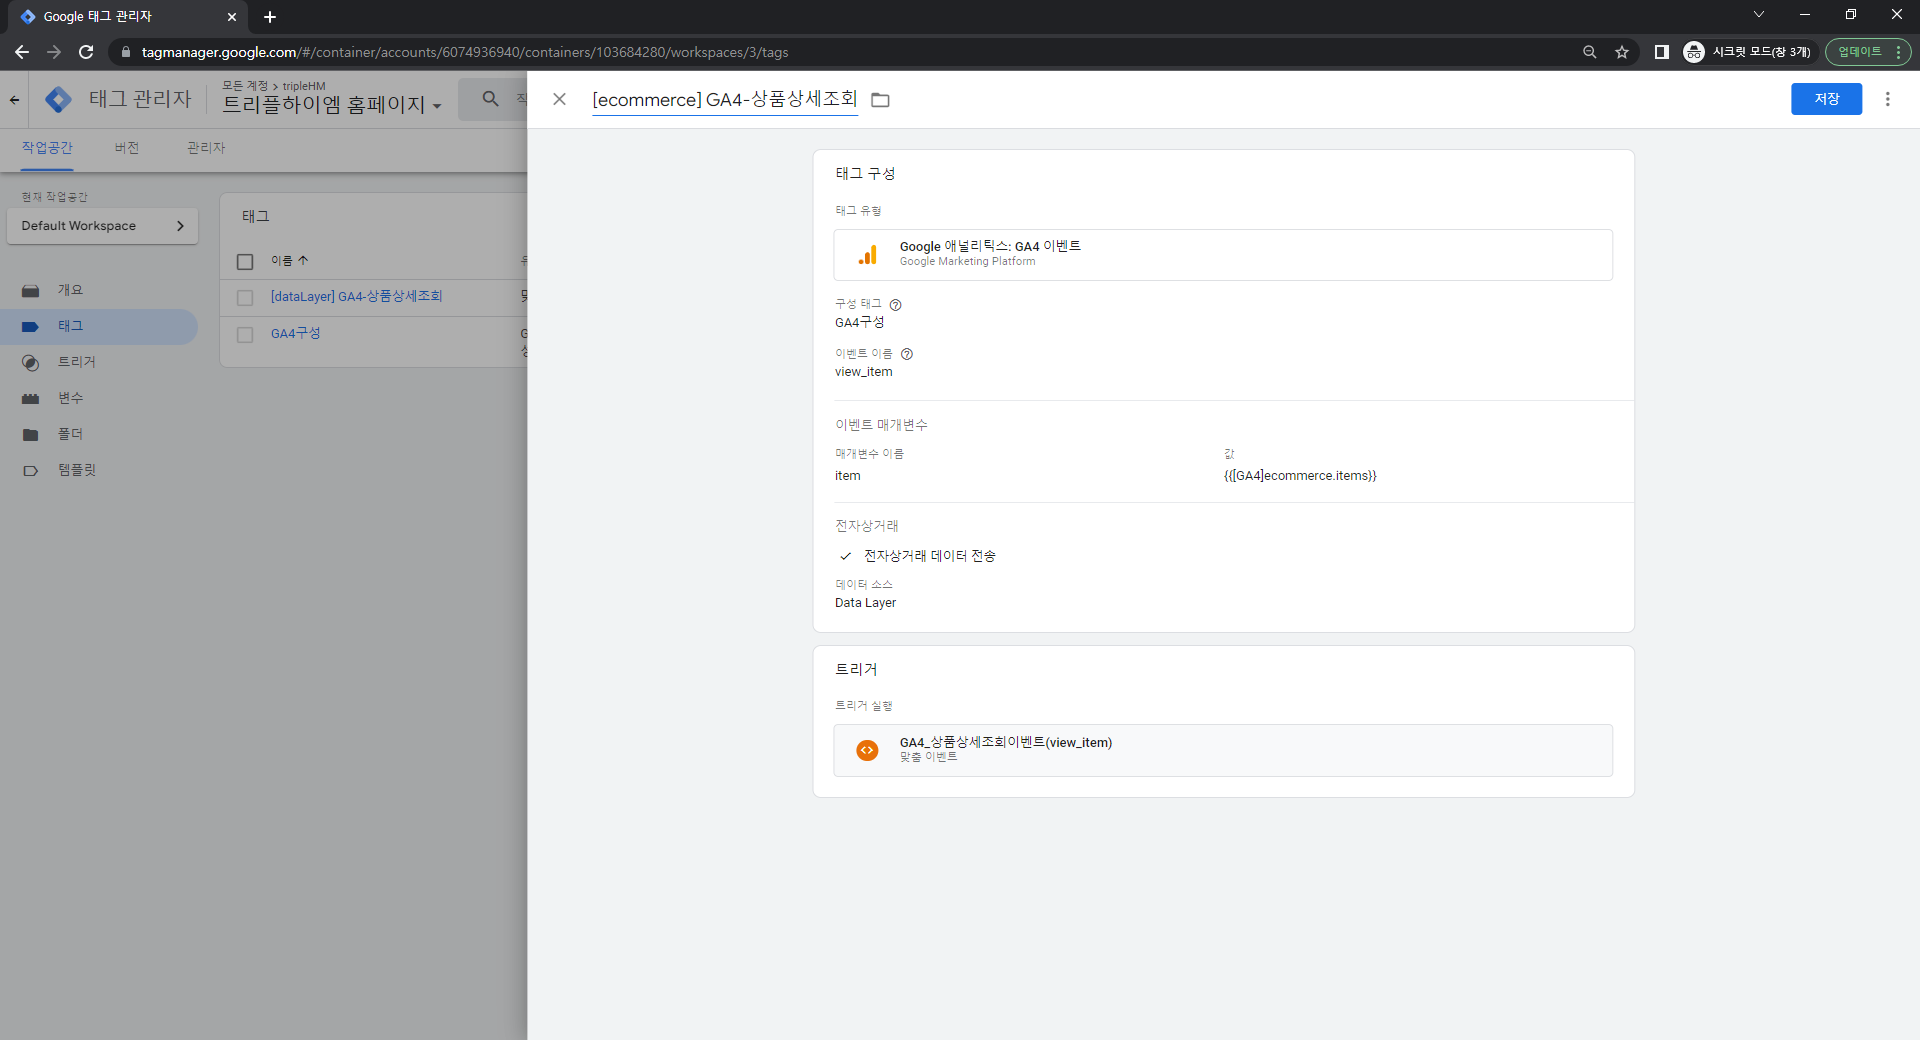 Google 태그 관리자
tagmanager.google.com/#/container/accounts/6074936940/containers/103684280/workspaces/3/tags
시크릿 모드(창 3개)
업데이트
태그 관리자
모든 계정 > tripleHM
트리플하이엠 홈페이지
[ecommerce] GA4-상품상세조회
저장
작업공간
버전
관리자
현재 작업공간
Default Workspace
개요
태그
트리거
변수
폴더
템플릿
태그
이름
[dataLayer] GA4-상품상세조회
GA4구성
태그 구성
태그 유형
Google 애널리틱스: GA4 이벤트
Google Marketing Platform
구성 태그
GA4구성
이벤트 이름
view_item
이벤트 매개변수
매개변수 이름
값
item
{{[GA4]ecommerce.items}}
전자상거래
전자상거래 데이터 전송
데이터 소스
Data Layer
트리거
트리거 실행
GA4_상품상세조회이벤트(view_item)
맞춤 이벤트